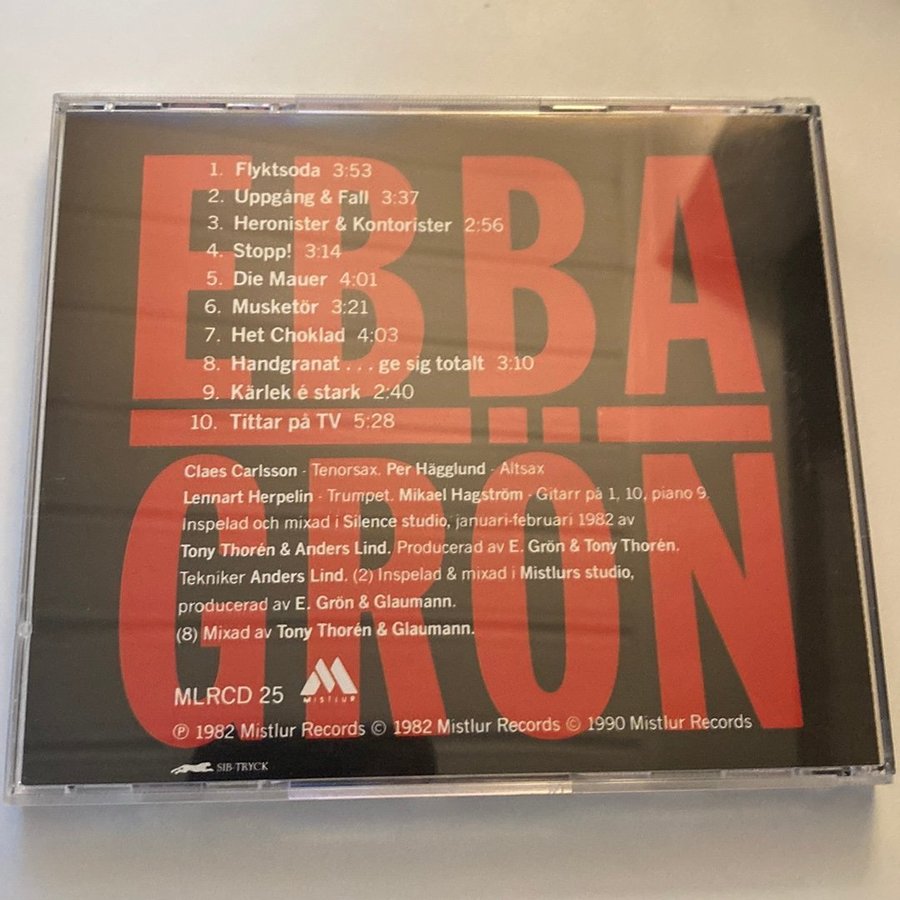 EBBA
GRÖN
1. Flyktsoda 3:53
2. Uppgång & Fall 3:37
3. Heronister & Kontorister 2:56
4. Stopp! 3:14
5. Die Mauer 4:01
6. Musketör 3:21
7. Het Choklad 4:03
8. Handgranat . . . ge sig totalt 3:10
9. Kärlek é stark 2:40
10. Tittar på TV 5:28
Claes Carlsson · Tenorsax. Per Hägglund · Altsax
Lennart Herpelin · Trumpet. Mikael Hagström · Gitarr på 1, 10, piano 9.
Inspelad och mixad i Silence studio, januari-februari 1982 av
Tony Thorén & Anders Lind. Producerad av E. Grön & Tony Thorén.
Tekniker Anders Lind. (2) Inspelad & mixad i Mistlurs studio,
producerad av E. Grön & Glaumann.
(8) Mixad av Tony Thorén & Glaumann.
MLRCD 25 MISTLUR
℗ 1982 Mistlur Records © 1982 Mistlur Records © 1990 Mistlur Records
SIB-TRYCK